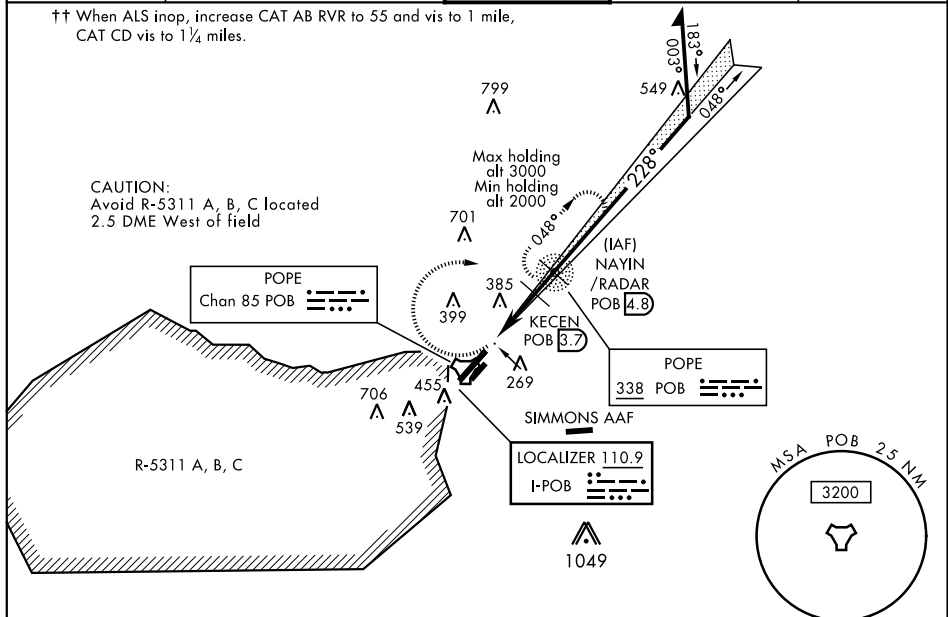 †† When ALS inop, increase CAT AB RVR to 55 and vis to 1 mile,
CAT CD vis to 1¼ miles.
183°
003°
549
048°
799
228°
Max holding
alt 3000
Min holding
alt 2000
CAUTION:
Avoid R-5311 A, B, C located
2.5 DME West of field
701
048°
(IAF)
NAYIN
/RADAR
POB 4.8
POPE
Chan 85 POB
385
399
KECEN
POB 3.7
POPE
338 POB
269
455
706
539
SIMMONS AAF
R-5311 A, B, C
LOCALIZER 110.9
I-POB
1049
MSA POB 25 NM
3200